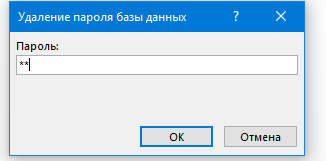 Удаление пароля базы данных ? ×
Пароль:
**
ОК Отмена